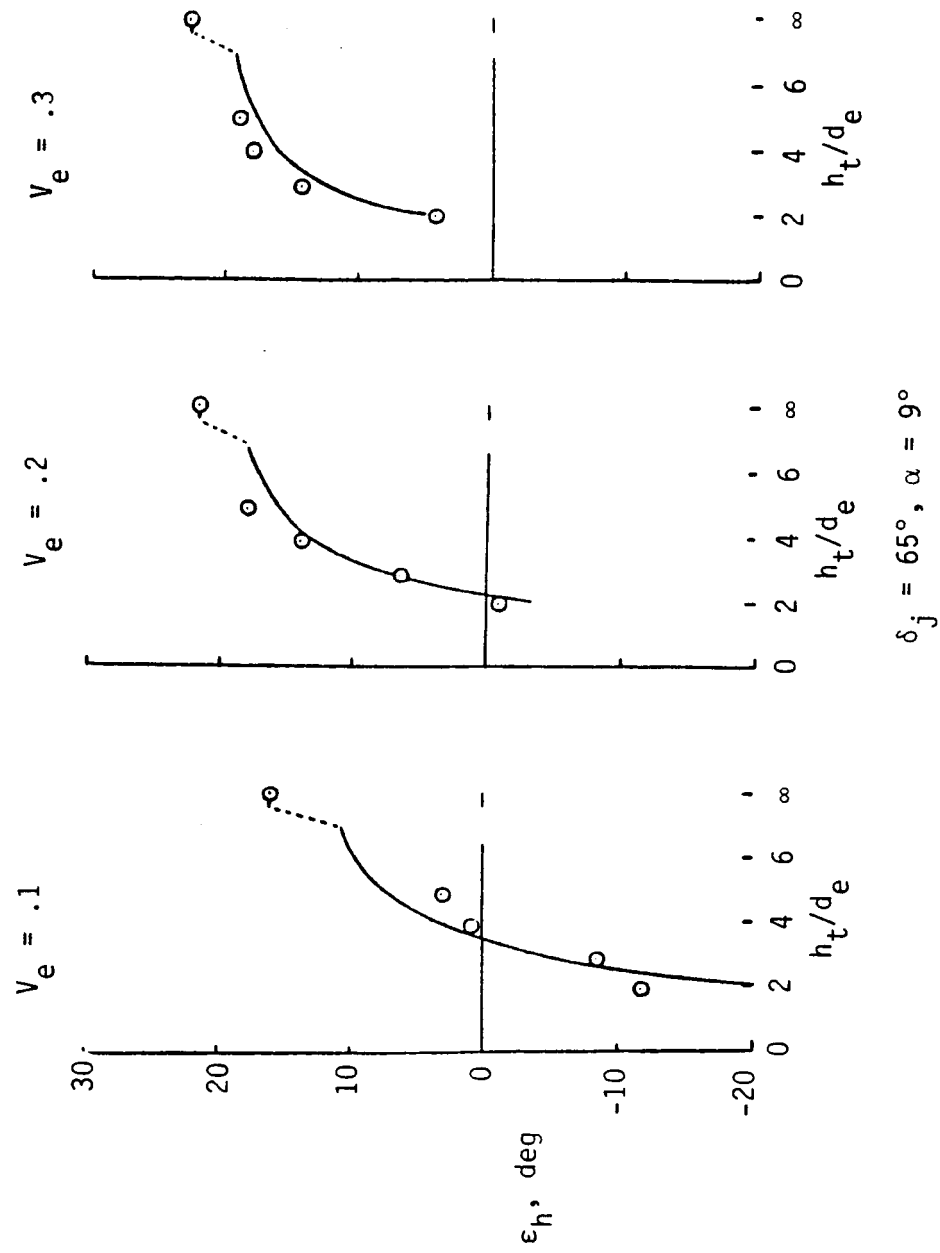 V_e = .1
V_e = .2
V_e = .3
30
20
10
0
-10
-20
ε_h, deg
0 2 4 6 ∞
h_t/d_e
0 2 4 6 ∞
h_t/d_e
0 2 4 6 ∞
h_t/d_e
δ_j = 65°, α = 9°